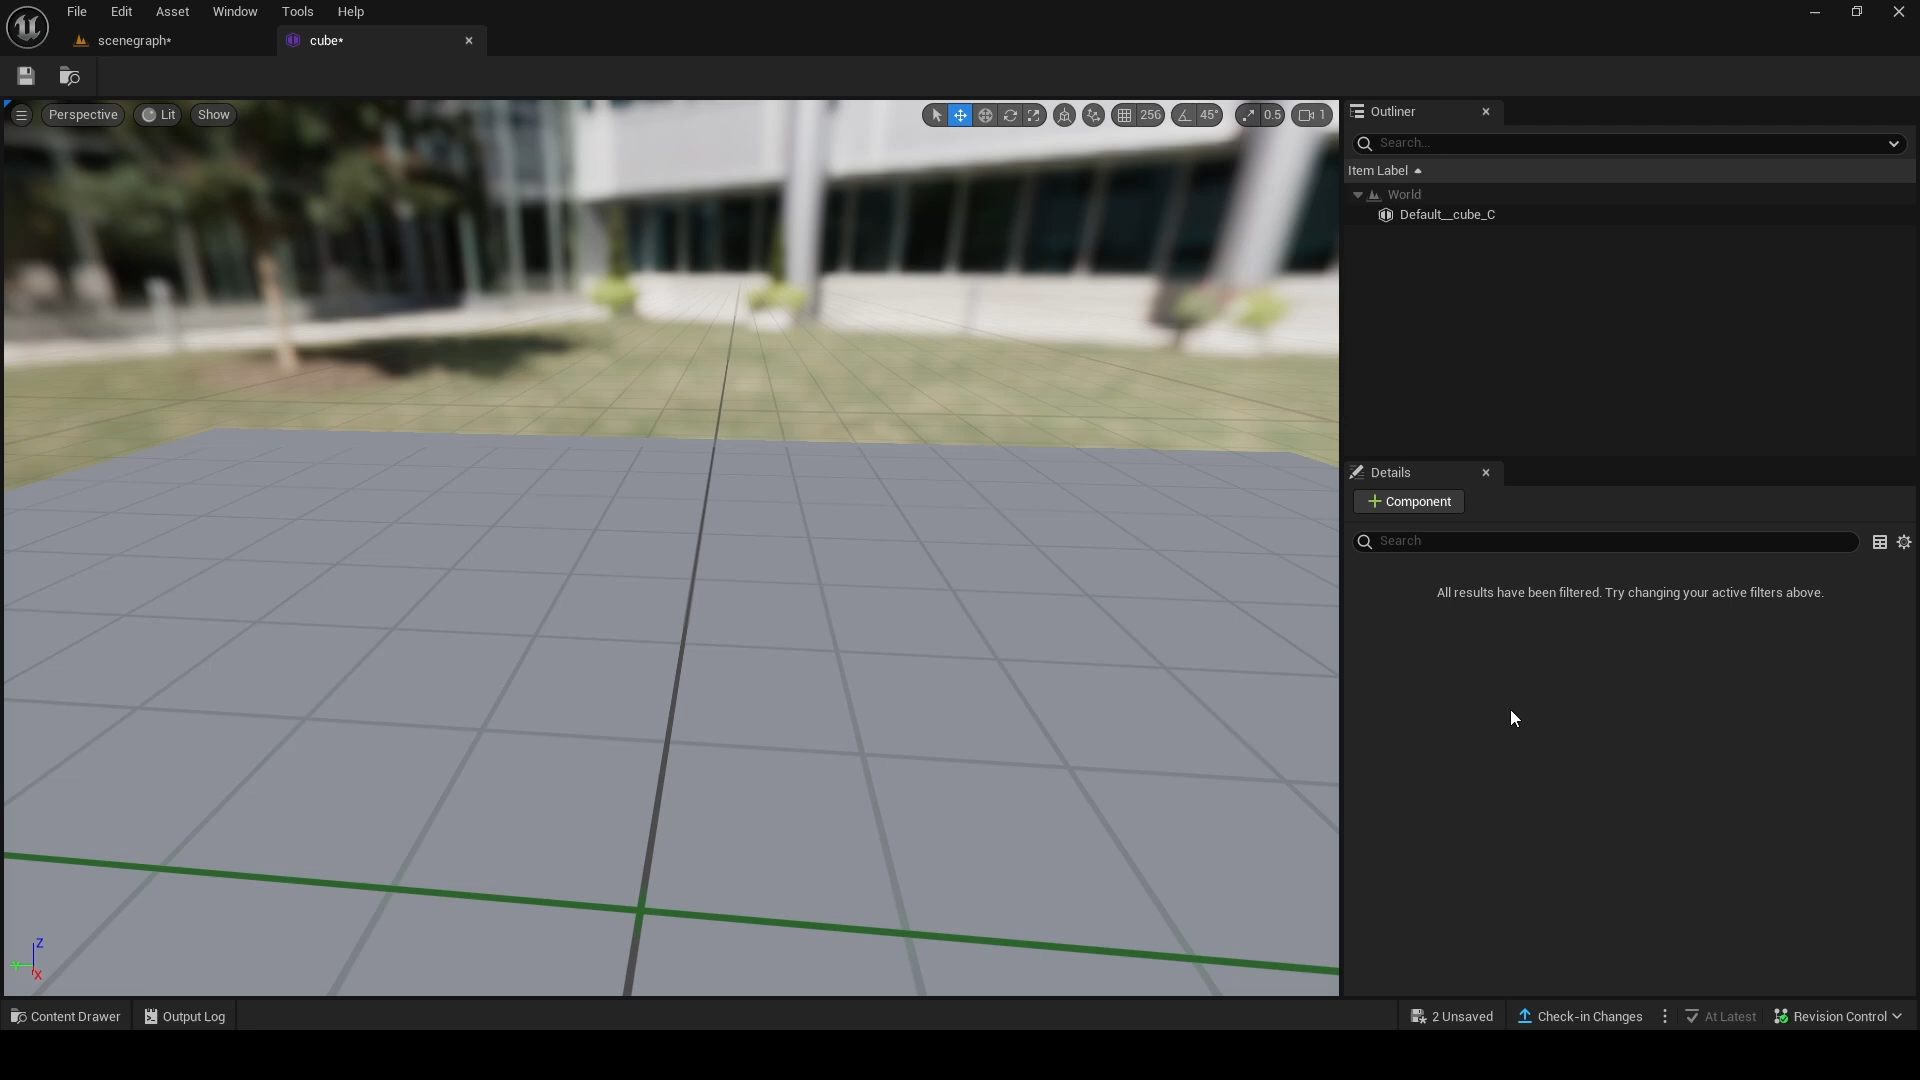 File Edit Asset Window Tools Help
scenegraph* cube*
Perspective Lit Show 256 45° 0.5 1
Outliner
Search...
Item Label
World
Default__cube_C
Details
Component
Search
All results have been filtered. Try changing your active filters above.
Z
Y
X
Content Drawer Output Log 2 Unsaved Check-in Changes At Latest Revision Control